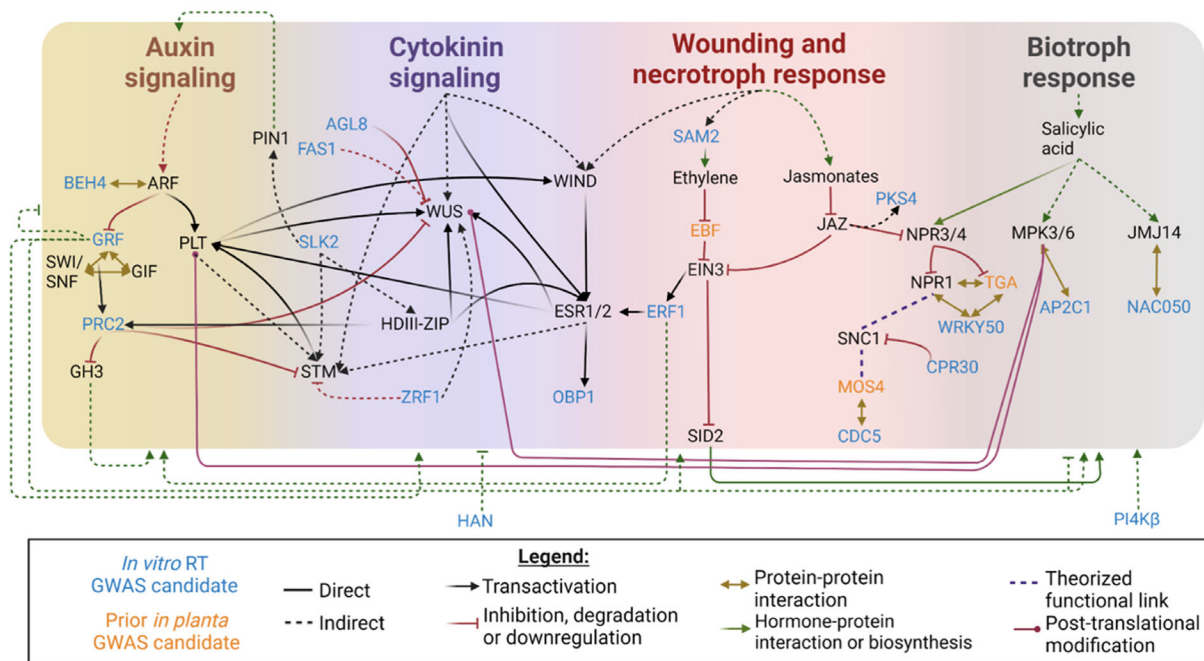 Auxin
signaling
Cytokinin
signaling
Wounding and
necrotroph response
Biotroph
response
AGL8
FAS1
PIN1
SAM2
Salicylic
acid
BEH4
ARF
WIND
Ethylene
Jasmonates
PKS4
GRF
PLT
SLK2
WUS
EBF
JAZ
NPR3/4
MPK3/6
JMJ14
SWI/
SNF
GIF
EIN3
NPR1
TGA
PRC2
HDIII-ZIP
ESR1/2
ERF1
WRKY50
AP2C1
NAC050
SNC1
CPR30
GH3
STM
ZRF1
OBP1
MOS4
SID2
CDC5
HAN
PI4Kβ
Legend:
In vitro RT
GWAS candidate
Prior in planta
GWAS candidate
Direct
Indirect
Transactivation
Inhibition, degradation
or downregulation
Protein-protein
interaction
Hormone-protein
interaction or biosynthesis
Theorized
functional link
Post-translational
modification